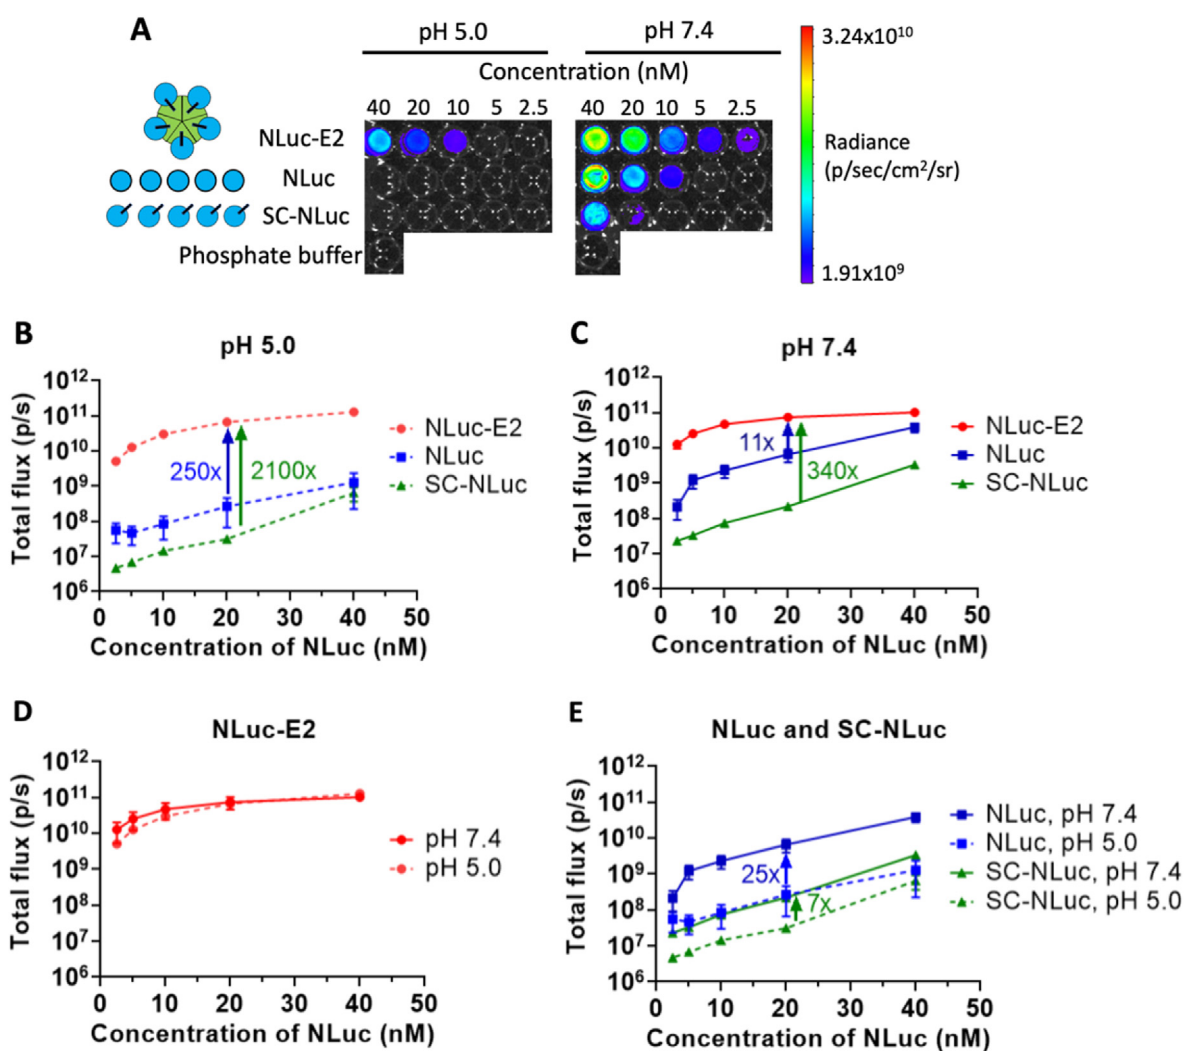 A
pH 5.0
pH 7.4
Concentration (nM)
40 20 10 5 2.5
40 20 10 5 2.5
NLuc-E2
NLuc
SC-NLuc
Phosphate buffer
3.24x10¹⁰
Radiance
(p/sec/cm²/sr)
1.91x10⁹
B
pH 5.0
Total flux (p/s)
10¹²
10¹¹
10¹⁰
10⁹
10⁸
10⁷
10⁶
250x
2100x
NLuc-E2
NLuc
SC-NLuc
0 10 20 30 40 50
Concentration of NLuc (nM)
C
pH 7.4
Total flux (p/s)
10¹²
10¹¹
10¹⁰
10⁹
10⁸
10⁷
10⁶
11x
340x
NLuc-E2
NLuc
SC-NLuc
0 10 20 30 40 50
Concentration of NLuc (nM)
D
NLuc-E2
Total flux (p/s)
10¹²
10¹¹
10¹⁰
10⁹
10⁸
10⁷
10⁶
pH 7.4
pH 5.0
0 10 20 30 40 50
Concentration of NLuc (nM)
E
NLuc and SC-NLuc
Total flux (p/s)
10¹²
10¹¹
10¹⁰
10⁹
10⁸
10⁷
10⁶
25x
7x
NLuc, pH 7.4
NLuc, pH 5.0
SC-NLuc, pH 7.4
SC-NLuc, pH 5.0
0 10 20 30 40 50
Concentration of NLuc (nM)